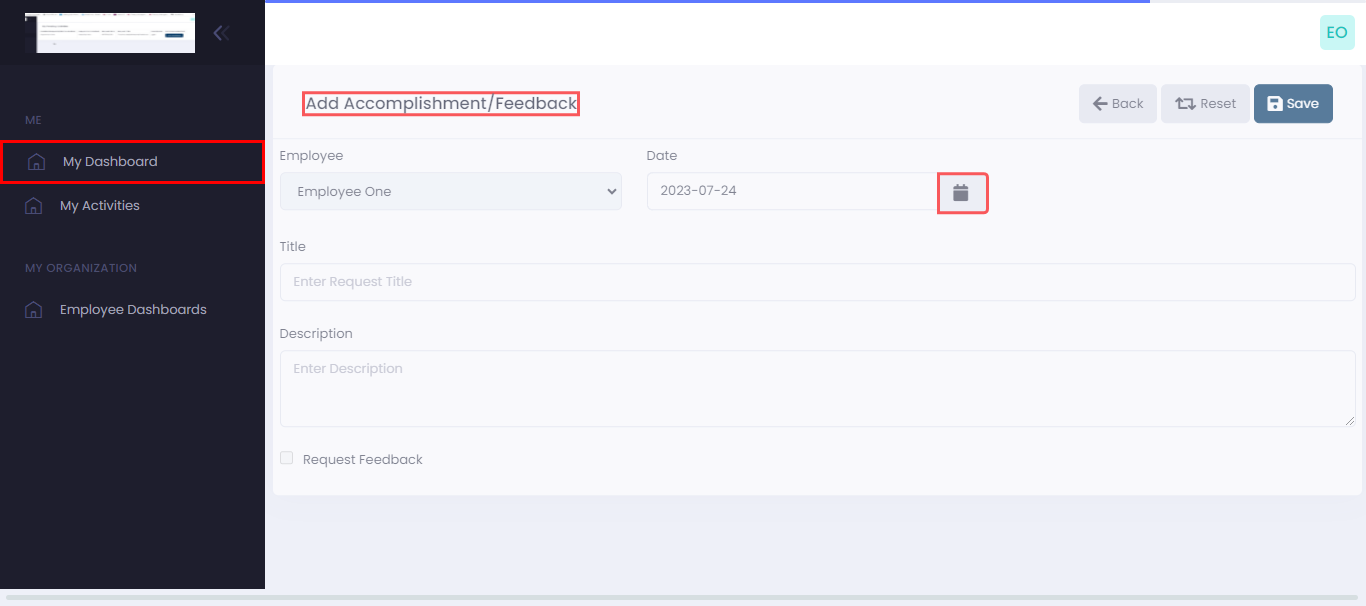 EO
Add Accomplishment/Feedback
Back
Reset
Save
ME
My Dashboard
My Activities
MY ORGANIZATION
Employee Dashboards
Employee
Date
Employee One
2023-07-24
Title
Enter Request Title
Description
Enter Description
Request Feedback